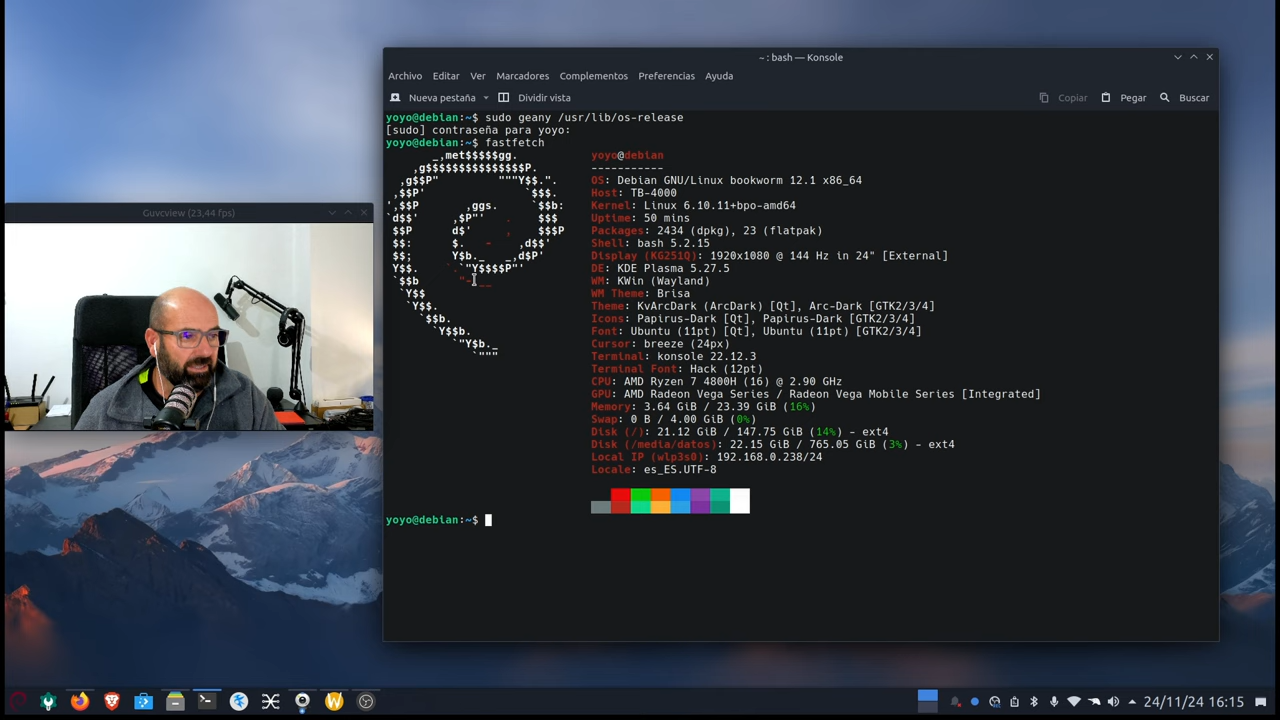 ~ : bash — Konsole
Archivo Editar Ver Marcadores Complementos Preferencias Ayuda
Nueva pestaña Dividir vista Copiar Pegar Buscar
yoyo@debian:~$ sudo geany /usr/lib/os-release
[sudo] contraseña para yoyo:
yoyo@debian:~$ fastfetch
yoyo@debian
-----------
OS: Debian GNU/Linux bookworm 12.1 x86_64
Host: TB-4000
Kernel: Linux 6.10.11+bpo-amd64
Uptime: 50 mins
Packages: 2434 (dpkg), 23 (flatpak)
Shell: bash 5.2.15
Display (KG251Q): 1920x1080 @ 144 Hz in 24" [External]
DE: KDE Plasma 5.27.5
WM: KWin (Wayland)
WM Theme: Brisa
Theme: KvArcDark (ArcDark) [Qt], Arc-Dark [GTK2/3/4]
Icons: Papirus-Dark [Qt], Papirus-Dark [GTK2/3/4]
Font: Ubuntu (11pt) [Qt], Ubuntu (11pt) [GTK2/3/4]
Cursor: breeze (24px)
Terminal: konsole 22.12.3
Terminal Font: Hack (12pt)
CPU: AMD Ryzen 7 4800H (16) @ 2.90 GHz
GPU: AMD Radeon Vega Series / Radeon Vega Mobile Series [Integrated]
Memory: 3.64 GiB / 23.39 GiB (16%)
Swap: 0 B / 4.00 GiB (0%)
Disk (/): 21.12 GiB / 147.75 GiB (14%) - ext4
Disk (/media/datos): 22.15 GiB / 765.05 GiB (3%) - ext4
Local IP (wlp3s0): 192.168.0.238/24
Locale: es_ES.UTF-8
yoyo@debian:~$
Guvcview (23,44 fps)
24/11/24 16:15